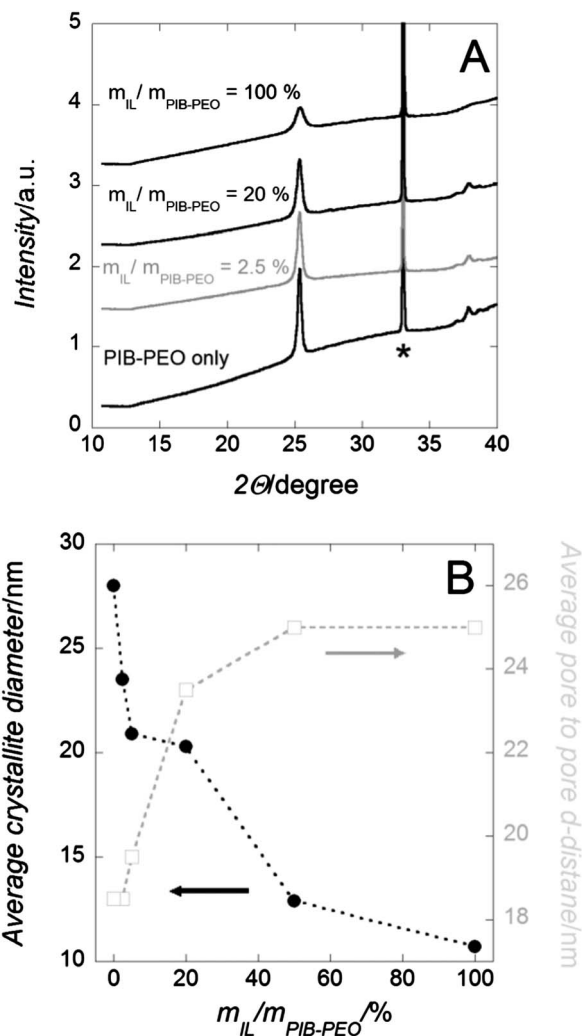 A
m_IL/ m_PIB-PEO = 100 %
m_IL/ m_PIB-PEO = 20 %
m_IL/ m_PIB-PEO = 2.5 %
PIB-PEO only
*
Intensity/a.u.
5
4
3
2
1
0
10 15 20 25 30 35 40
2Θ/degree
B
Average crystallite diameter/nm
30
25
20
15
10
Average pore to pore d-distane/nm
26
24
22
20
18
0 20 40 60 80 100
m_IL/m_PIB-PEO/%